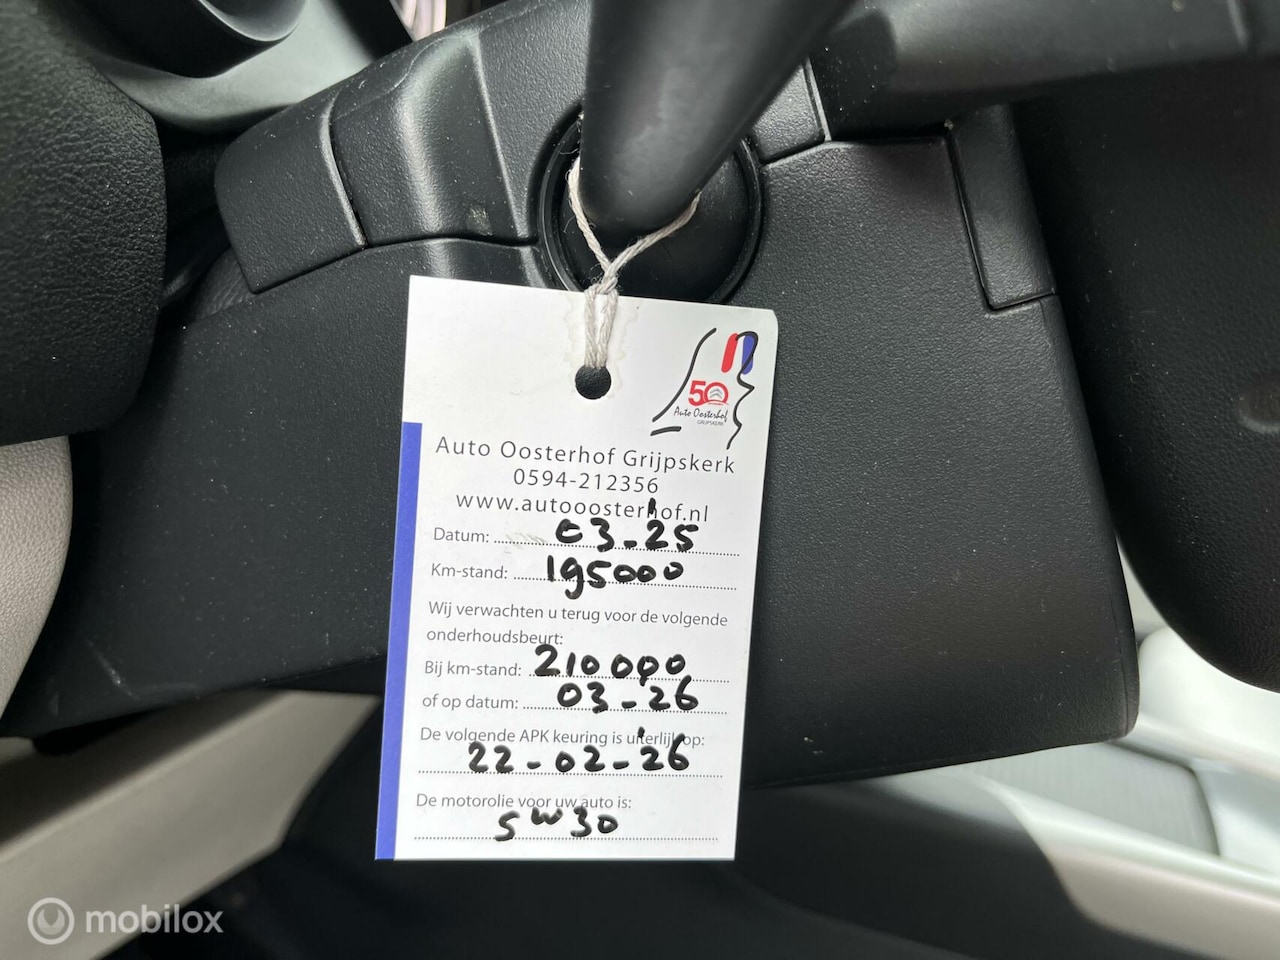 50
Auto Oosterhof
GRIJPSKERK
Auto Oosterhof Grijpskerk
0594-212356
www.autooosterhof.nl
Datum: 03-'25
Km-stand: 195000
Wij verwachten u terug voor de volgende
onderhoudsbeurt:
Bij km-stand: 210000
of op datum: 03-26
De volgende APK keuring is uiterlijk op:
22-02-'26
De motorolie voor uw auto is:
5w30
mobilox